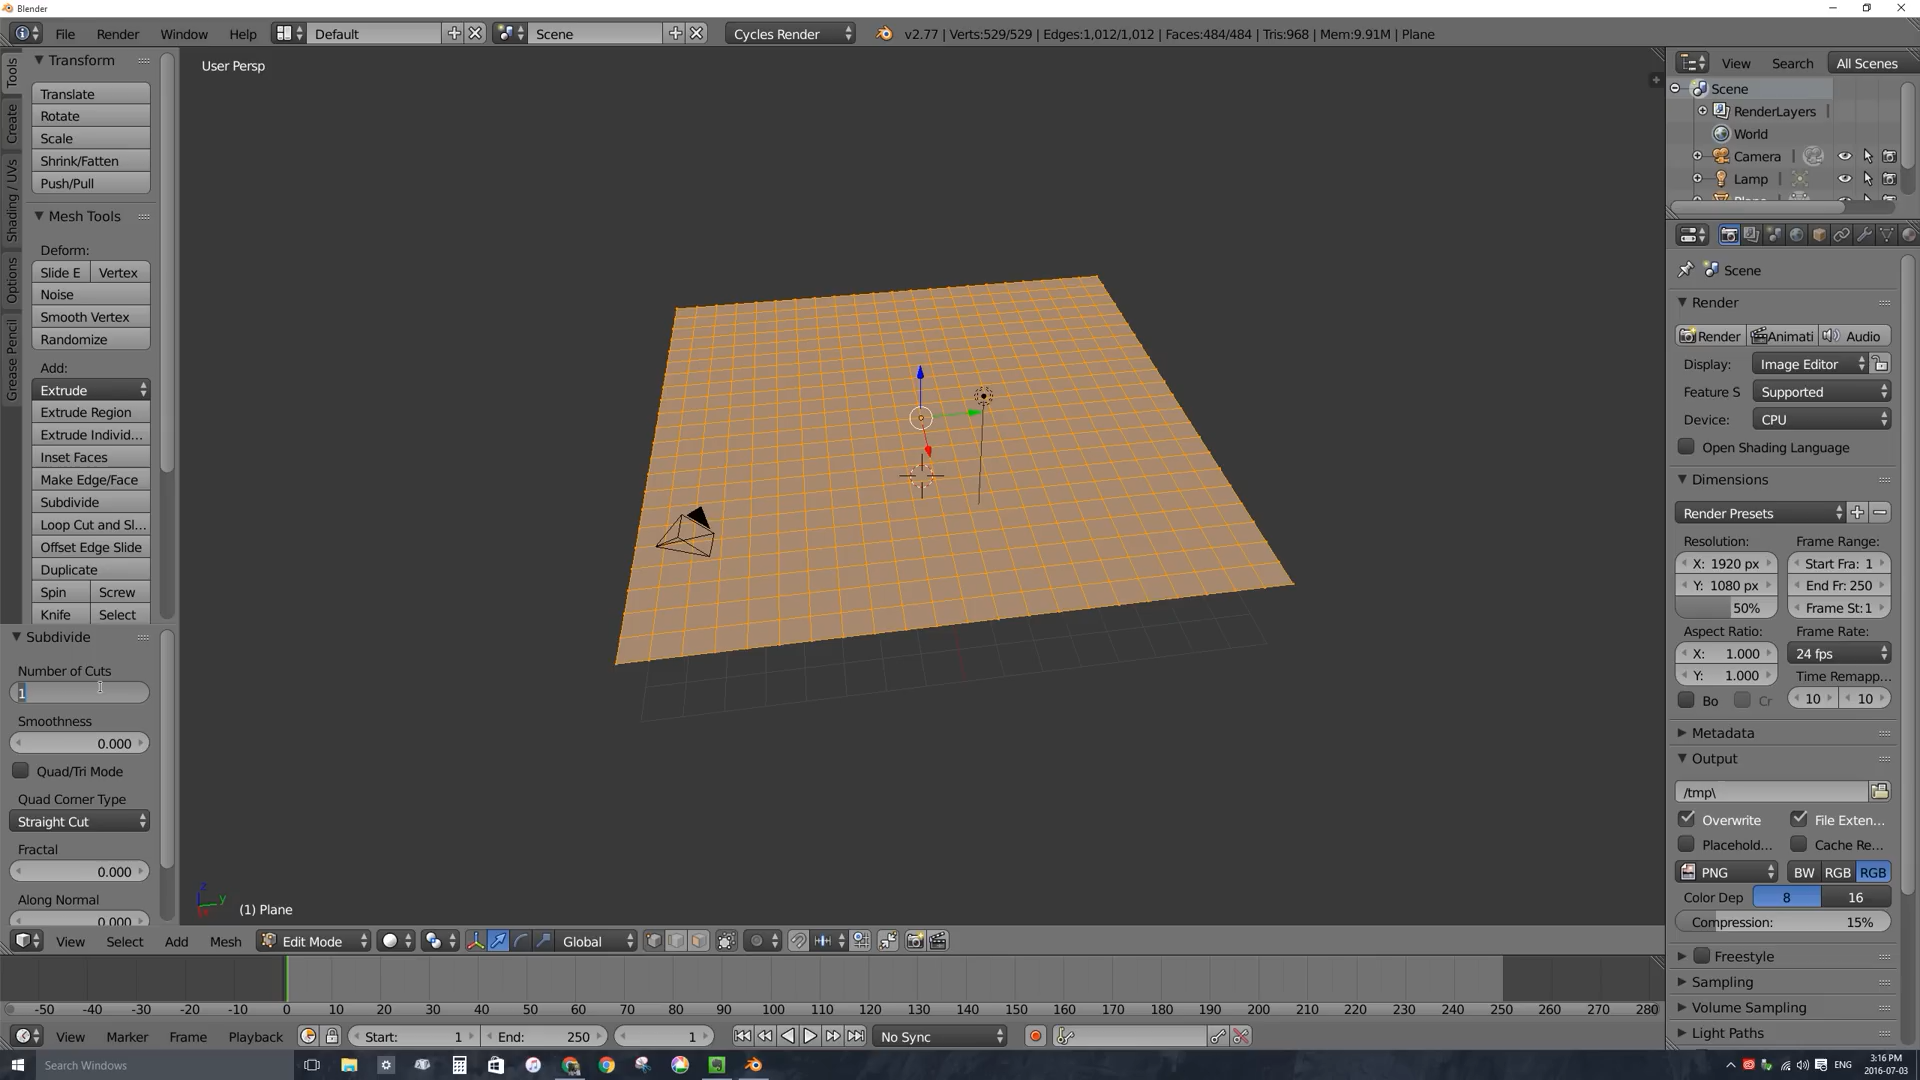 Blender
File Render Window Help Default Scene Cycles Render v2.77 | Verts:529/529 | Edges:1,012/1,012 | Faces:484/484 | Tris:968 | Mem:9.91M | Plane
Tools
Create
Shading / UVs
Options
Grease Pencil
Transform
Translate
Rotate
Scale
Shrink/Fatten
Push/Pull
Mesh Tools
Deform:
Slide E Vertex
Noise
Smooth Vertex
Randomize
Add:
Extrude
Extrude Region
Extrude Individ...
Inset Faces
Make Edge/Face
Subdivide
Loop Cut and Sl...
Offset Edge Slide
Duplicate
Spin Screw
Knife Select
Subdivide
Number of Cuts
1
Smoothness
0.000
Quad/Tri Mode
Quad Corner Type
Straight Cut
Fractal
0.000
Along Normal
0.000
User Persp
z
y
(1) Plane
View Search All Scenes
Scene
RenderLayers |
World
Camera |
Lamp |
Scene
Render
Render Animati Audio
Display: Image Editor
Feature S Supported
Device: CPU
Open Shading Language
Dimensions
Render Presets
Resolution: Frame Range:
X: 1920 px Start Fra: 1
Y: 1080 px End Fr: 250
50% Frame St:1
Aspect Ratio: Frame Rate:
X: 1.000 24 fps
Y: 1.000 Time Remapp...
Bo Cr 10 10
Metadata
Output
/tmp\
Overwrite File Exten...
Placehold... Cache Re...
PNG BW RGB RGB
Color Dep 8 16
Compression: 15%
Freestyle
Sampling
Volume Sampling
Light Paths
View Select Add Mesh Edit Mode Global
-50 -40 -30 -20 -10 0 10 20 30 40 50 60 70 80 90 100 110 120 130 140 150 160 170 180 190 200 210 220 230 240 250 260 270 280
View Marker Frame Playback Start: 1 End: 250 1 No Sync
Search Windows
ENG
3:16 PM
2016-07-03